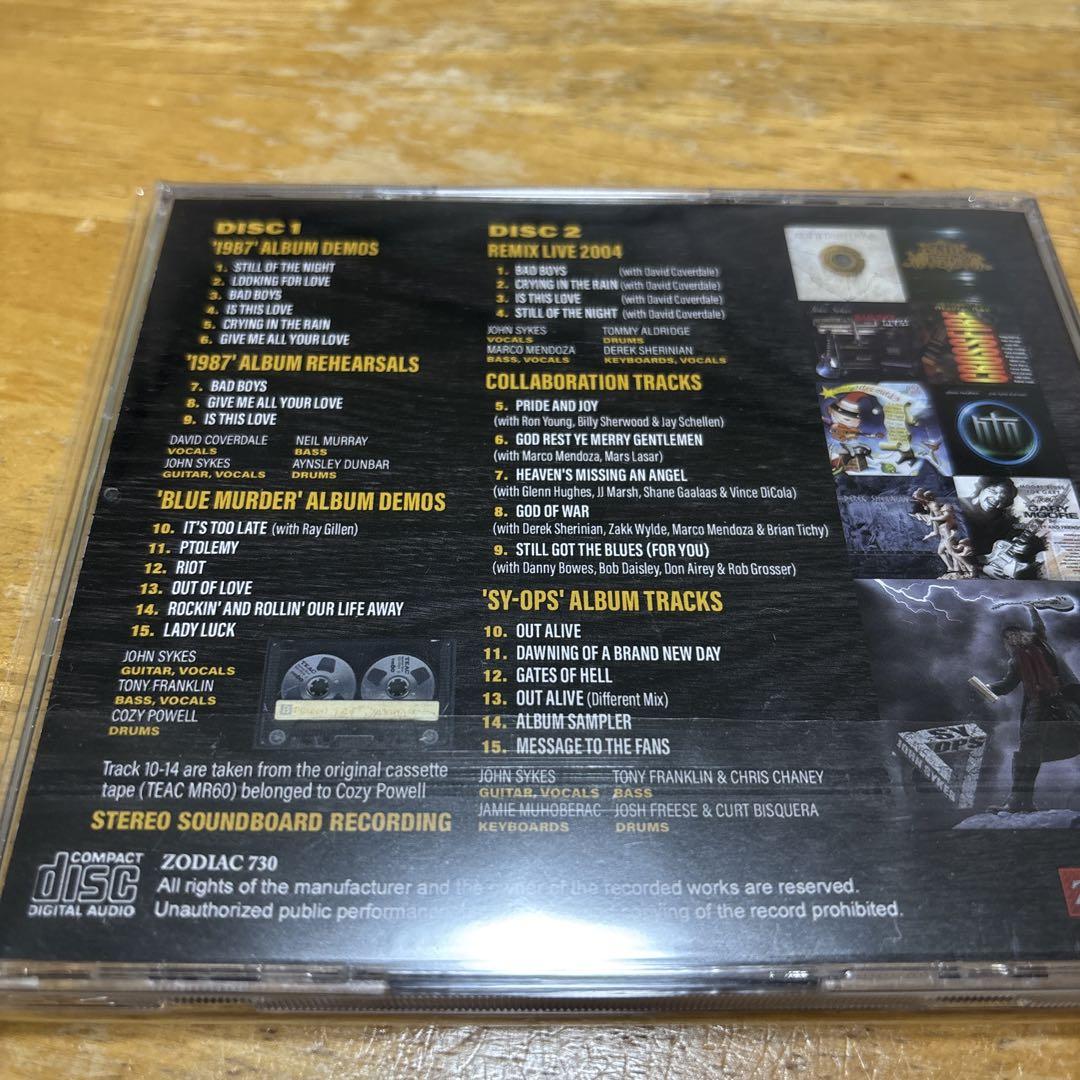 DISC 1
'1987' ALBUM DEMOS
1. STILL OF THE NIGHT
2. LOOKING FOR LOVE
3. BAD BOYS
4. IS THIS LOVE
5. CRYING IN THE RAIN
6. GIVE ME ALL YOUR LOVE
'1987' ALBUM REHEARSALS
7. BAD BOYS
8. GIVE ME ALL YOUR LOVE
9. IS THIS LOVE
DAVID COVERDALE NEIL MURRAY
VOCALS BASS
JOHN SYKES AYNSLEY DUNBAR
GUITAR, VOCALS DRUMS
'BLUE MURDER' ALBUM DEMOS
10. IT'S TOO LATE (with Ray Gillen)
11. PTOLEMY
12. RIOT
13. OUT OF LOVE
14. ROCKIN' AND ROLLIN' OUR LIFE AWAY
15. LADY LUCK
JOHN SYKES
GUITAR, VOCALS
TONY FRANKLIN
BASS, VOCALS
COZY POWELL
DRUMS
TEAC
Track 10-14 are taken from the original cassette
tape (TEAC MR60) belonged to Cozy Powell
STEREO SOUNDBOARD RECORDING
DISC 2
REMIX LIVE 2004
1. BAD BOYS (with David Coverdale)
2. CRYING IN THE RAIN (with David Coverdale)
3. IS THIS LOVE (with David Coverdale)
4. STILL OF THE NIGHT (with David Coverdale)
JOHN SYKES TOMMY ALDRIDGE
VOCALS DRUMS
MARCO MENDOZA DEREK SHERINIAN
BASS, VOCALS KEYBOARDS, VOCALS
COLLABORATION TRACKS
5. PRIDE AND JOY
(with Ron Young, Billy Sherwood & Jay Schellen)
6. GOD REST YE MERRY GENTLEMEN
(with Marco Mendoza, Mars Lasar)
7. HEAVEN'S MISSING AN ANGEL
(with Glenn Hughes, JJ Marsh, Shane Gaalaas & Vince DiCola)
8. GOD OF WAR
(with Derek Sherinian, Zakk Wylde, Marco Mendoza & Brian Tichy)
9. STILL GOT THE BLUES (FOR YOU)
(with Danny Bowes, Bob Daisley, Don Airey & Rob Grosser)
'SY-OPS' ALBUM TRACKS
10. OUT ALIVE
11. DAWNING OF A BRAND NEW DAY
12. GATES OF HELL
13. OUT ALIVE (Different Mix)
14. ALBUM SAMPLER
15. MESSAGE TO THE FANS
JOHN SYKES TONY FRANKLIN & CHRIS CHANEY
GUITAR, VOCALS BASS
JAMIE MUHOBERAC JOSH FREESE & CURT BISQUERA
KEYBOARDS DRUMS
DEREK SHERINIAN
GARY
MOORE
SY
OPS
JOHN SYKES
COMPACT
disc
DIGITAL AUDIO
ZODIAC 730
All rights of the manufacturer and the owner of the recorded works are reserved.
Unauthorized public performance copying of the record prohibited.